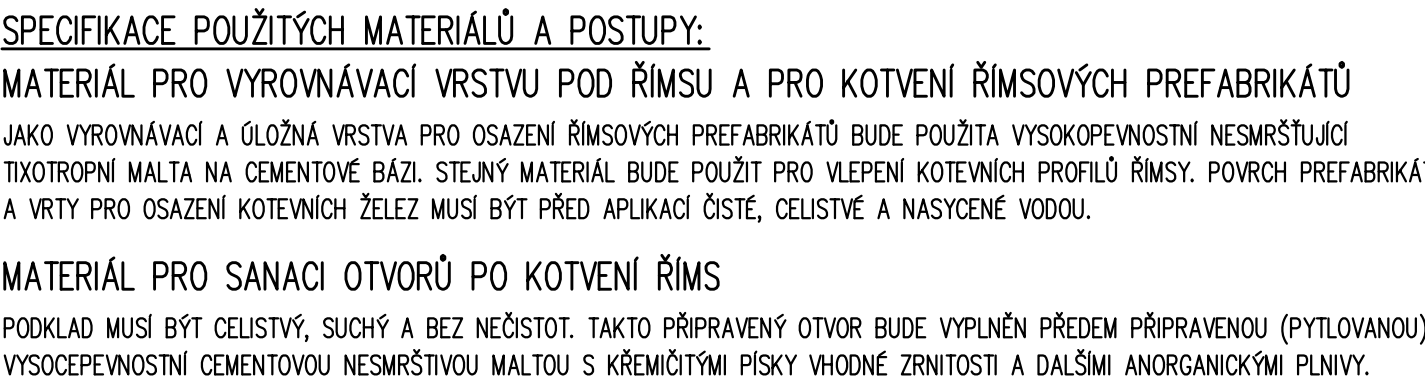 SPECIFIKACE POUŽITÝCH MATERIÁLŮ A POSTUPY:
MATERIÁL PRO VYROVNÁVACÍ VRSTVU POD ŘÍMSU A PRO KOTVENÍ ŘÍMSOVÝCH PREFABRIKÁTŮ
JAKO VYROVNÁVACÍ A ÚLOŽNÁ VRSTVA PRO OSAZENÍ ŘÍMSOVÝCH PREFABRIKÁTŮ BUDE POUŽITA VYSOKOPEVNOSTNÍ NESMRŠŤUJÍCÍ
TIXOTROPNÍ MALTA NA CEMENTOVÉ BÁZI. STEJNÝ MATERIÁL BUDE POUŽIT PRO VLEPENÍ KOTEVNÍCH PROFILŮ ŘÍMSY. POVRCH
A VRTY PRO OSAZENÍ KOTEVNÍCH ŽELEZ MUSÍ BÝT PŘED APLIKACÍ ČISTÉ, CELISTVÉ A NASYCENÉ VODOU.
MATERIÁL PRO SANACI OTVORŮ PO KOTVENÍ ŘÍMS
PODKLAD MUSÍ BÝT CELISTVÝ, SUCHÝ A BEZ NEČISTOT. TAKTO PŘIPRAVENÝ OTVOR BUDE VYPLNĚN PŘEDEM PŘIPRAVENOU (PYTLOVANOU)
VYSOCEPEVNOSTNÍ CEMENTOVOU NESMRŠTIVOU MALTOU S KŘEMIČITÝMI PÍSKY VHODNÉ ZRNITOSTI A DALŠÍMI ANORGANICKÝMI PLNIVY.